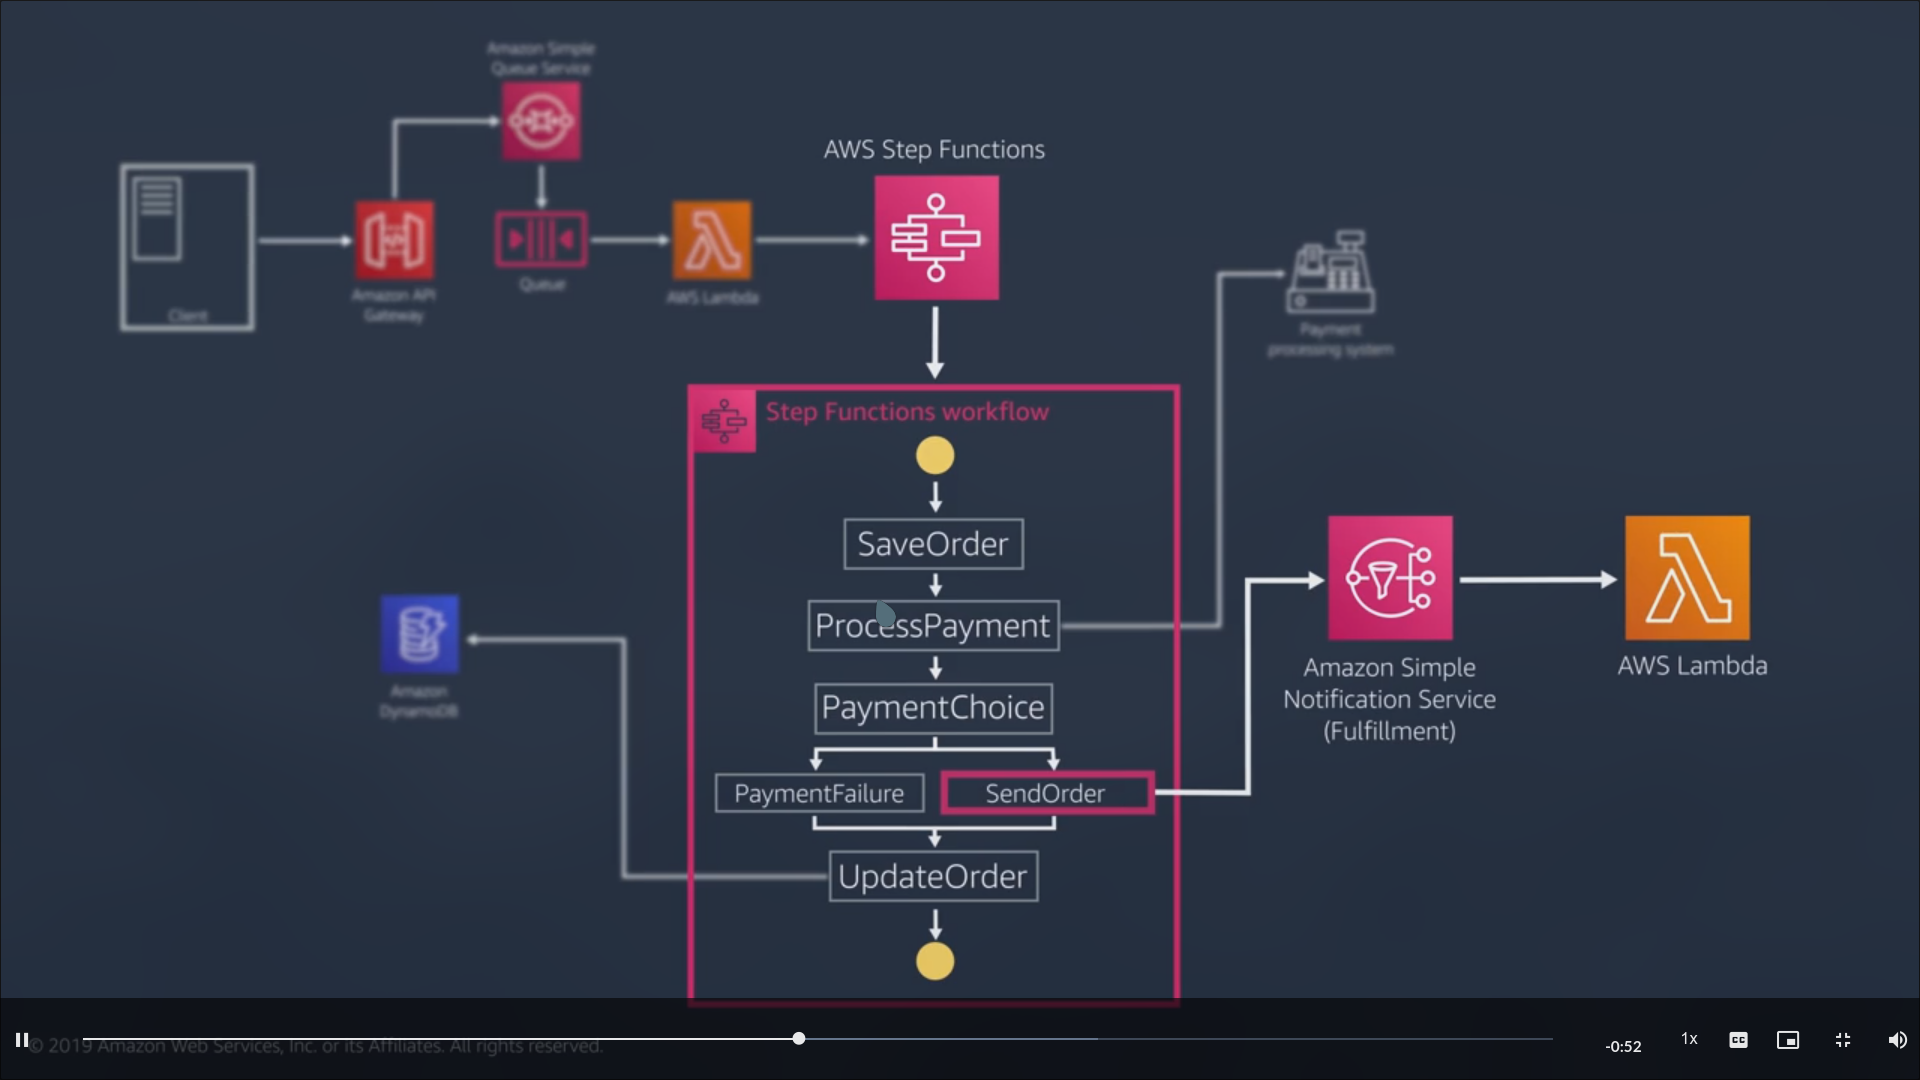 Amazon Simple
Queue Service
AWS Step Functions
Client
Amazon API
Gateway
Queue
AWS Lambda
Payment
processing system
Step Functions workflow
SaveOrder
ProcessPayment
PaymentChoice
PaymentFailure
SendOrder
UpdateOrder
Amazon
DynamoDB
Amazon Simple
Notification Service
(Fulfillment)
AWS Lambda
© 2019 Amazon Web Services, Inc. or its Affiliates. All rights reserved.
-0:52
1x
CC